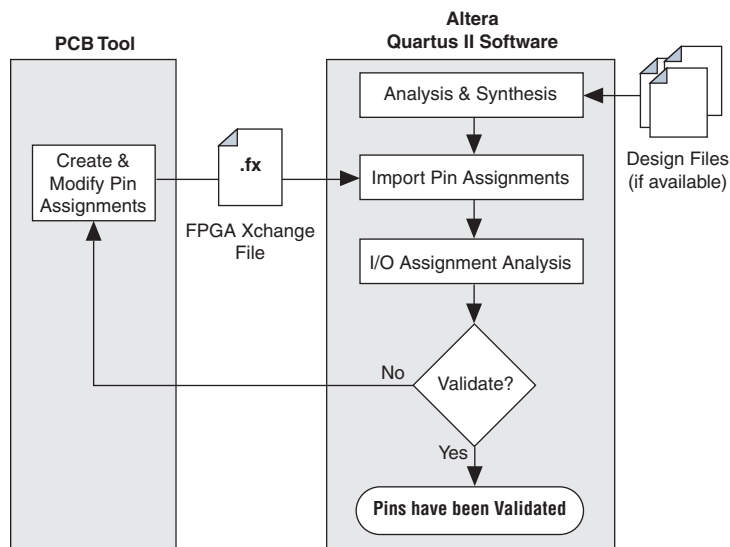 PCB Tool
Altera
Quartus II Software
Analysis & Synthesis
Design Files
(if available)
Create &
Modify Pin
Assignments
.fx
FPGA Xchange
File
Import Pin Assignments
I/O Assignment Analysis
No
Validate?
Yes
Pins have been Validated